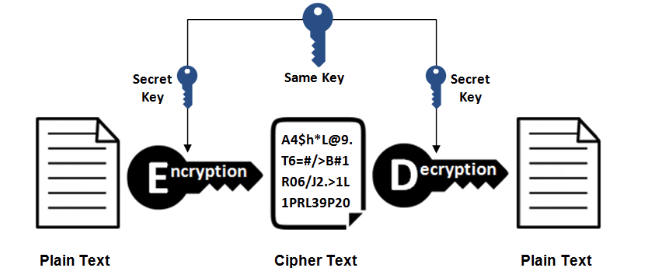 Same Key
Secret
Key
Secret
Key
Encryption
A4$h*L@9.
T6=#/>B#1
R06/J2.>1L
1PRL39P20
Decryption
Plain Text
Cipher Text
Plain Text